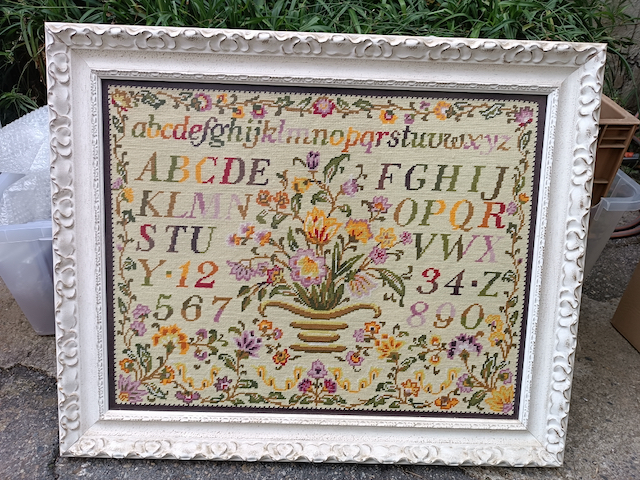 abcdefghijklmnopqrstuvwxyz
ABCDE FGHIJ
KLMN OPQR
STU VWX
Y·12 34·Z
567 890